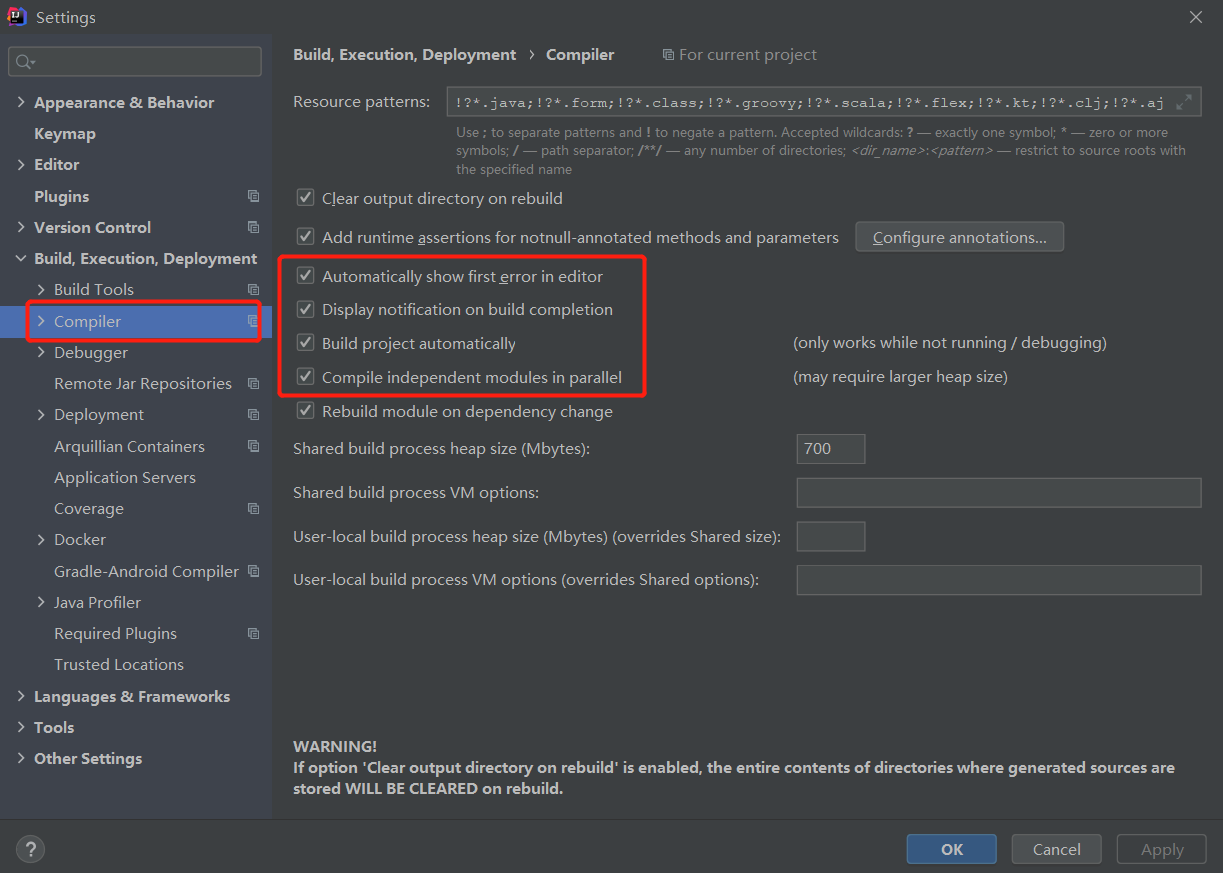 Settings
Appearance & Behavior
Keymap
Editor
Plugins
Version Control
Build, Execution, Deployment
Build Tools
Compiler
Debugger
Remote Jar Repositories
Deployment
Arquillian Containers
Application Servers
Coverage
Docker
Gradle-Android Compiler
Java Profiler
Required Plugins
Trusted Locations
Languages & Frameworks
Tools
Other Settings
Build, Execution, Deployment › Compiler For current project
Resource patterns: !?*.java;!?*.form;!?*.class;!?*.groovy;!?*.scala;!?*.flex;!?*.kt;!?*.clj;!?*.aj
Use ; to separate patterns and ! to negate a pattern. Accepted wildcards: ? — exactly one symbol; * — zero or more
symbols; / — path separator; /**/ — any number of directories; <dir_name>:<pattern> — restrict to source roots with
the specified name
Clear output directory on rebuild
Add runtime assertions for notnull-annotated methods and parameters Configure annotations...
Automatically show first error in editor
Display notification on build completion
Build project automatically (only works while not running / debugging)
Compile independent modules in parallel (may require larger heap size)
Rebuild module on dependency change
Shared build process heap size (Mbytes): 700
Shared build process VM options:
User-local build process heap size (Mbytes) (overrides Shared size):
User-local build process VM options (overrides Shared options):
WARNING!
If option 'Clear output directory on rebuild' is enabled, the entire contents of directories where generated sources are
stored WILL BE CLEARED on rebuild.
? OK Cancel Apply